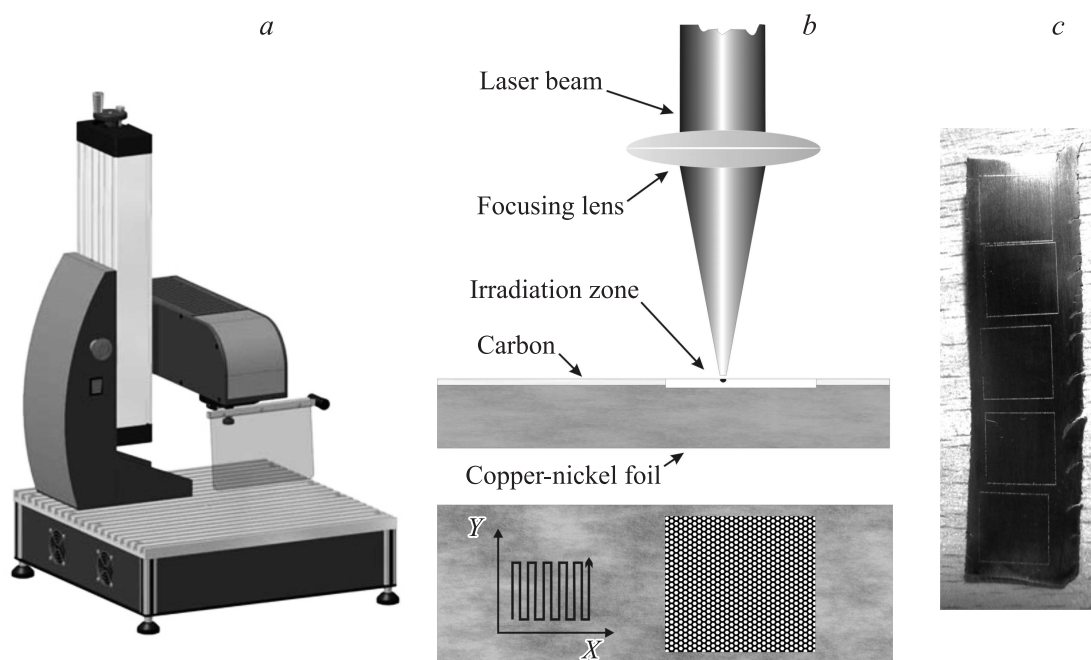 a
b
c
Laser beam
Focusing lens
Irradiation zone
Carbon
Copper-nickel foil
Y
X